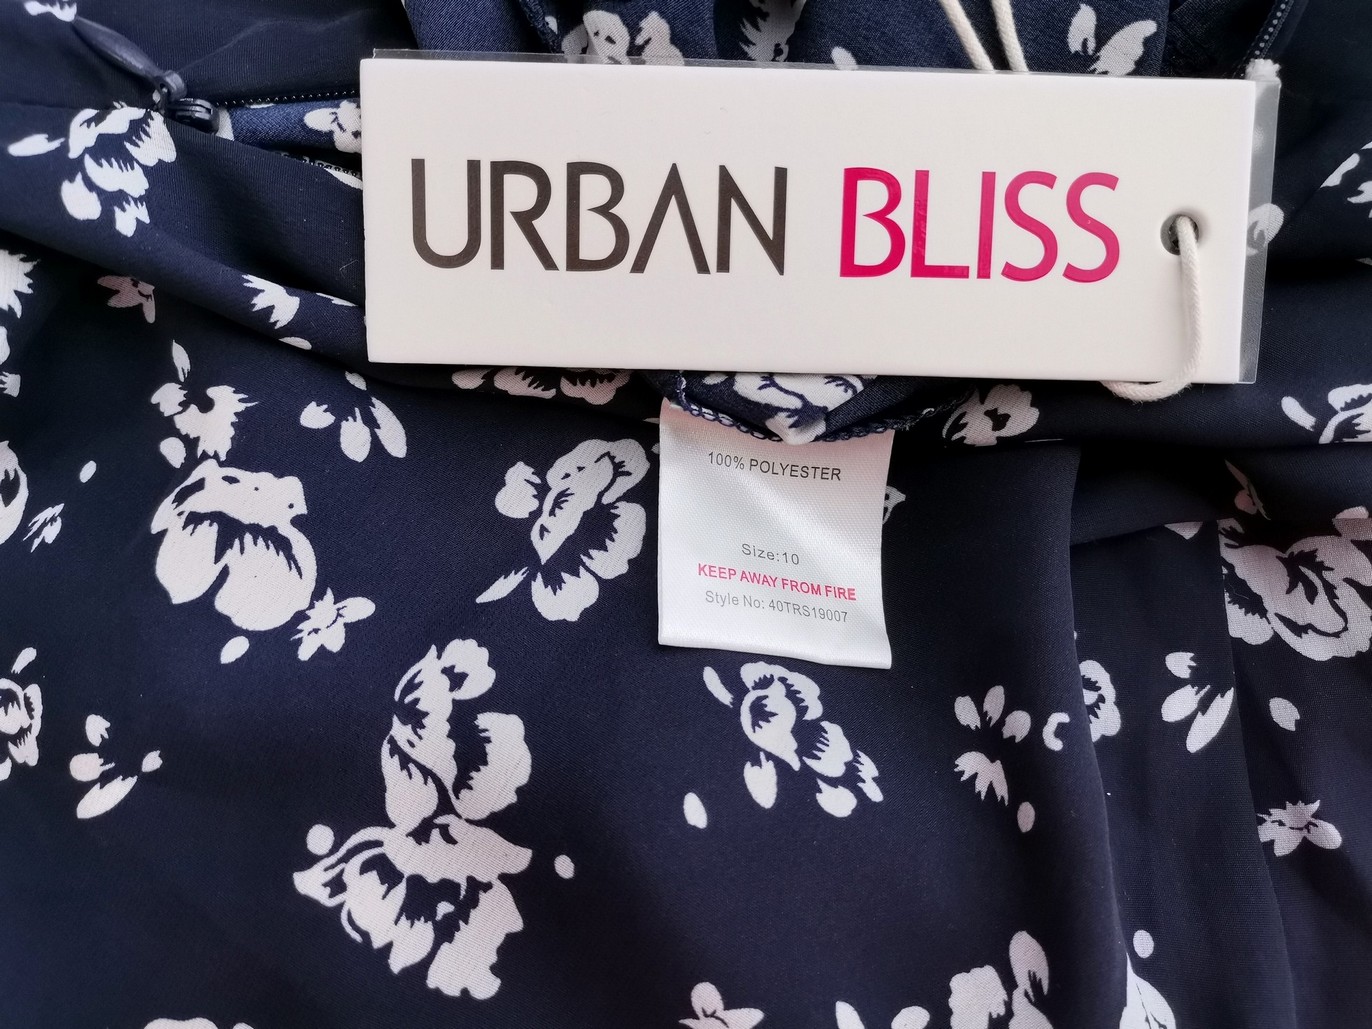 URBAN BLISS
100% POLYESTER
Size:10
KEEP AWAY FROM FIRE
Style No: 40TRS19007